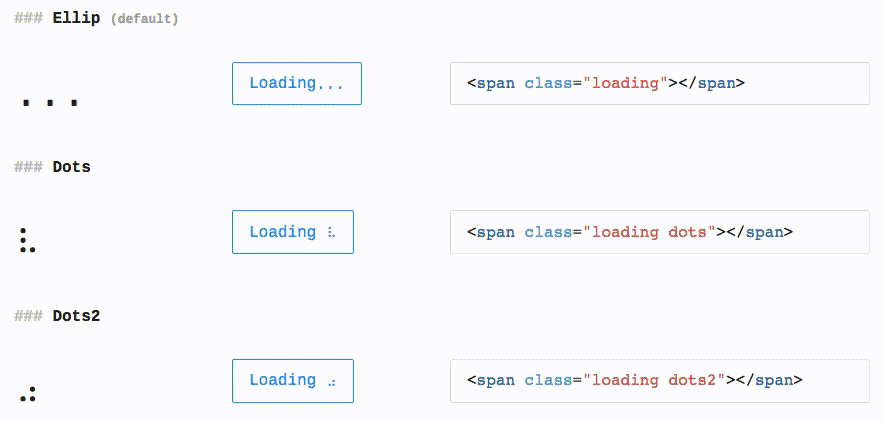 ### Ellip (default)
...
Loading...
<span class="loading"></span>
### Dots
⠧
Loading ⠧
<span class="loading dots"></span>
### Dots2
⠴
Loading ⠴
<span class="loading dots2"></span>